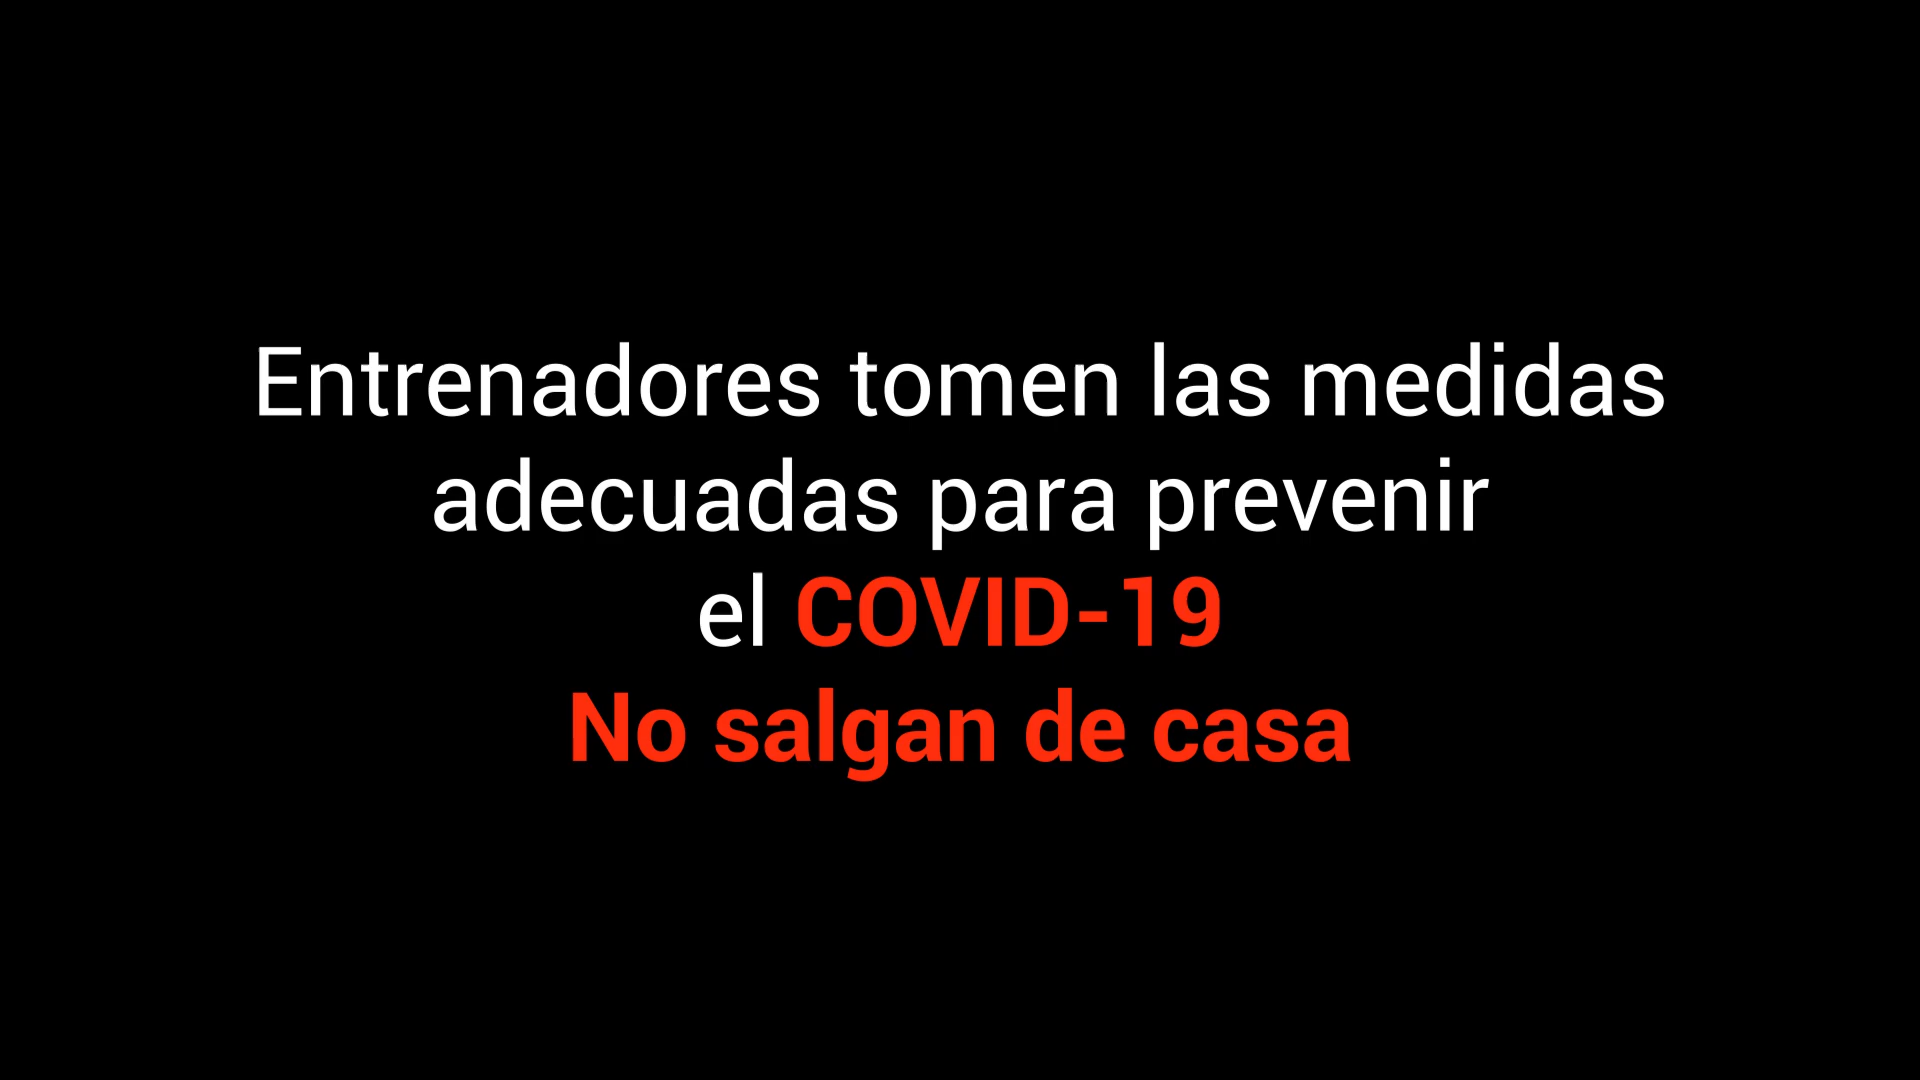 Entrenadores tomen las medidas
adecuadas para prevenir
el COVID-19
No salgan de casa